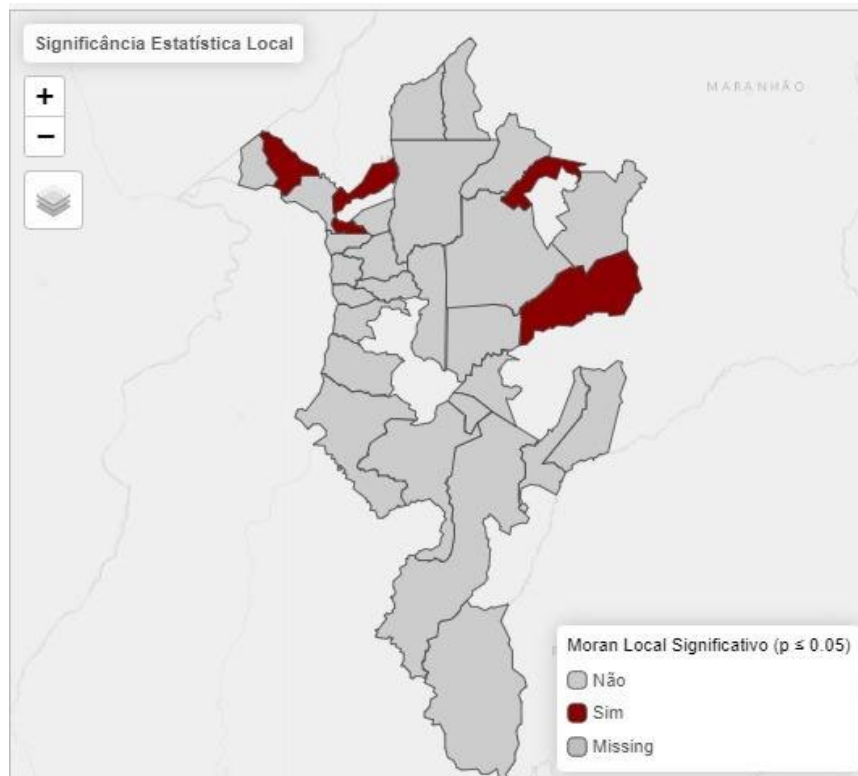 Significância Estatística Local
+
−
MARANHÃO
Moran Local Significativo (p ≤ 0.05)
Não
Sim
Missing